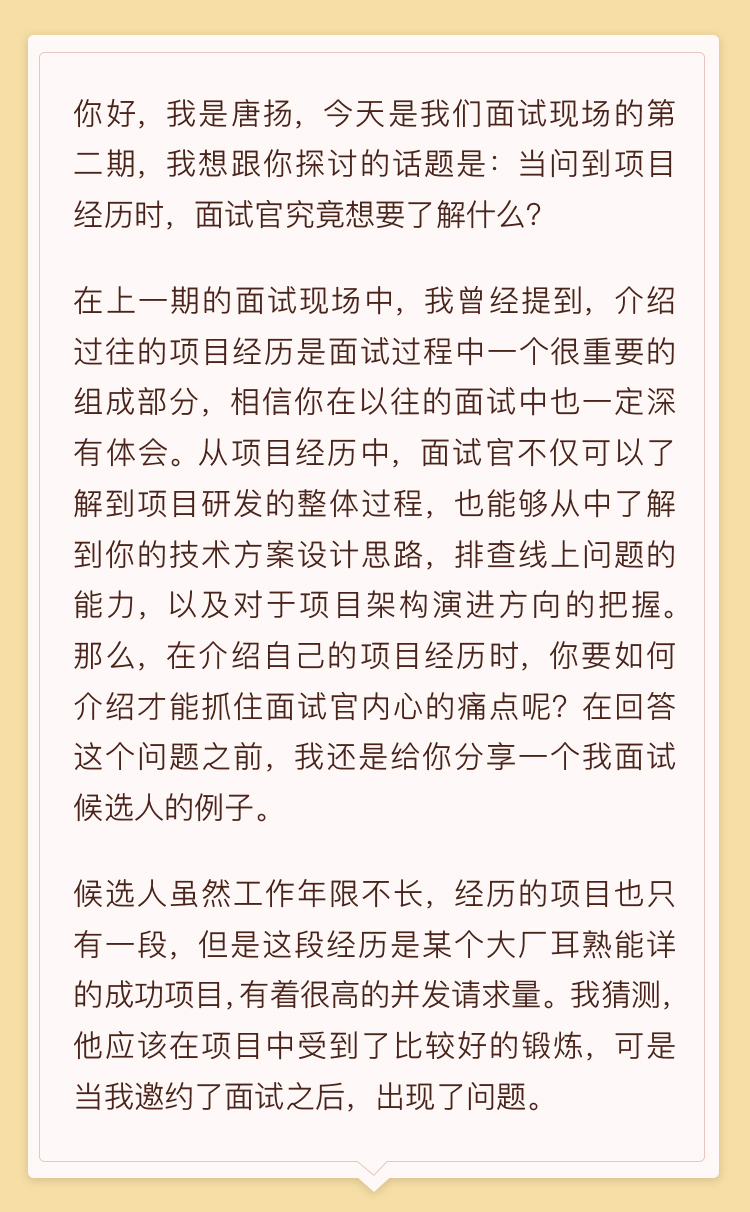 你好，我是唐扬，今天是我们面试现场的第
二期，我想跟你探讨的话题是：当问到项目
经历时，面试官究竟想要了解什么？
在上一期的面试现场中，我曾经提到，介绍
过往的项目经历是面试过程中一个很重要的
组成部分，相信你在以往的面试中也一定深
有体会。从项目经历中，面试官不仅可以了
解到项目研发的整体过程，也能够从中了解
到你的技术方案设计思路，排查线上问题的
能力，以及对于项目架构演进方向的把握。
那么，在介绍自己的项目经历时，你要如何
介绍才能抓住面试官内心的痛点呢？在回答
这个问题之前，我还是给你分享一个我面试
候选人的例子。
候选人虽然工作年限不长，经历的项目也只
有一段，但是这段经历是某个大厂耳熟能详
的成功项目，有着很高的并发请求量。我猜测，
他应该在项目中受到了比较好的锻炼，可是
当我邀约了面试之后，出现了问题。